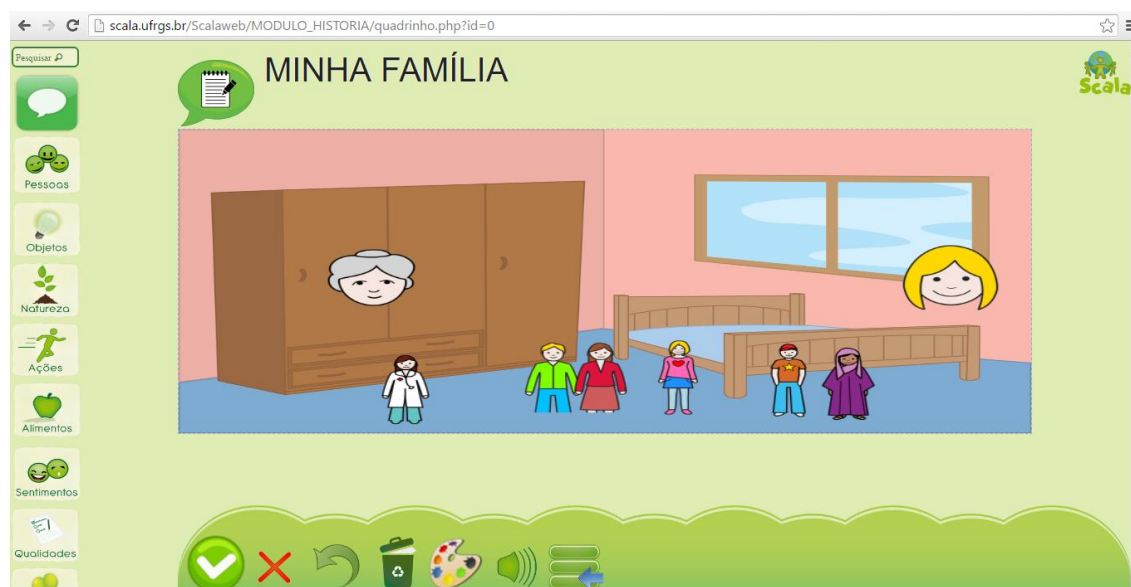 scala.ufrgs.br/Scalaweb/MODULO_HISTORIA/quadrinho.php?id=0
Pesquisar
MINHA FAMÍLIA
Scala
Pessoas
Objetos
Natureza
Ações
Alimentos
Sentimentos
Qualidades